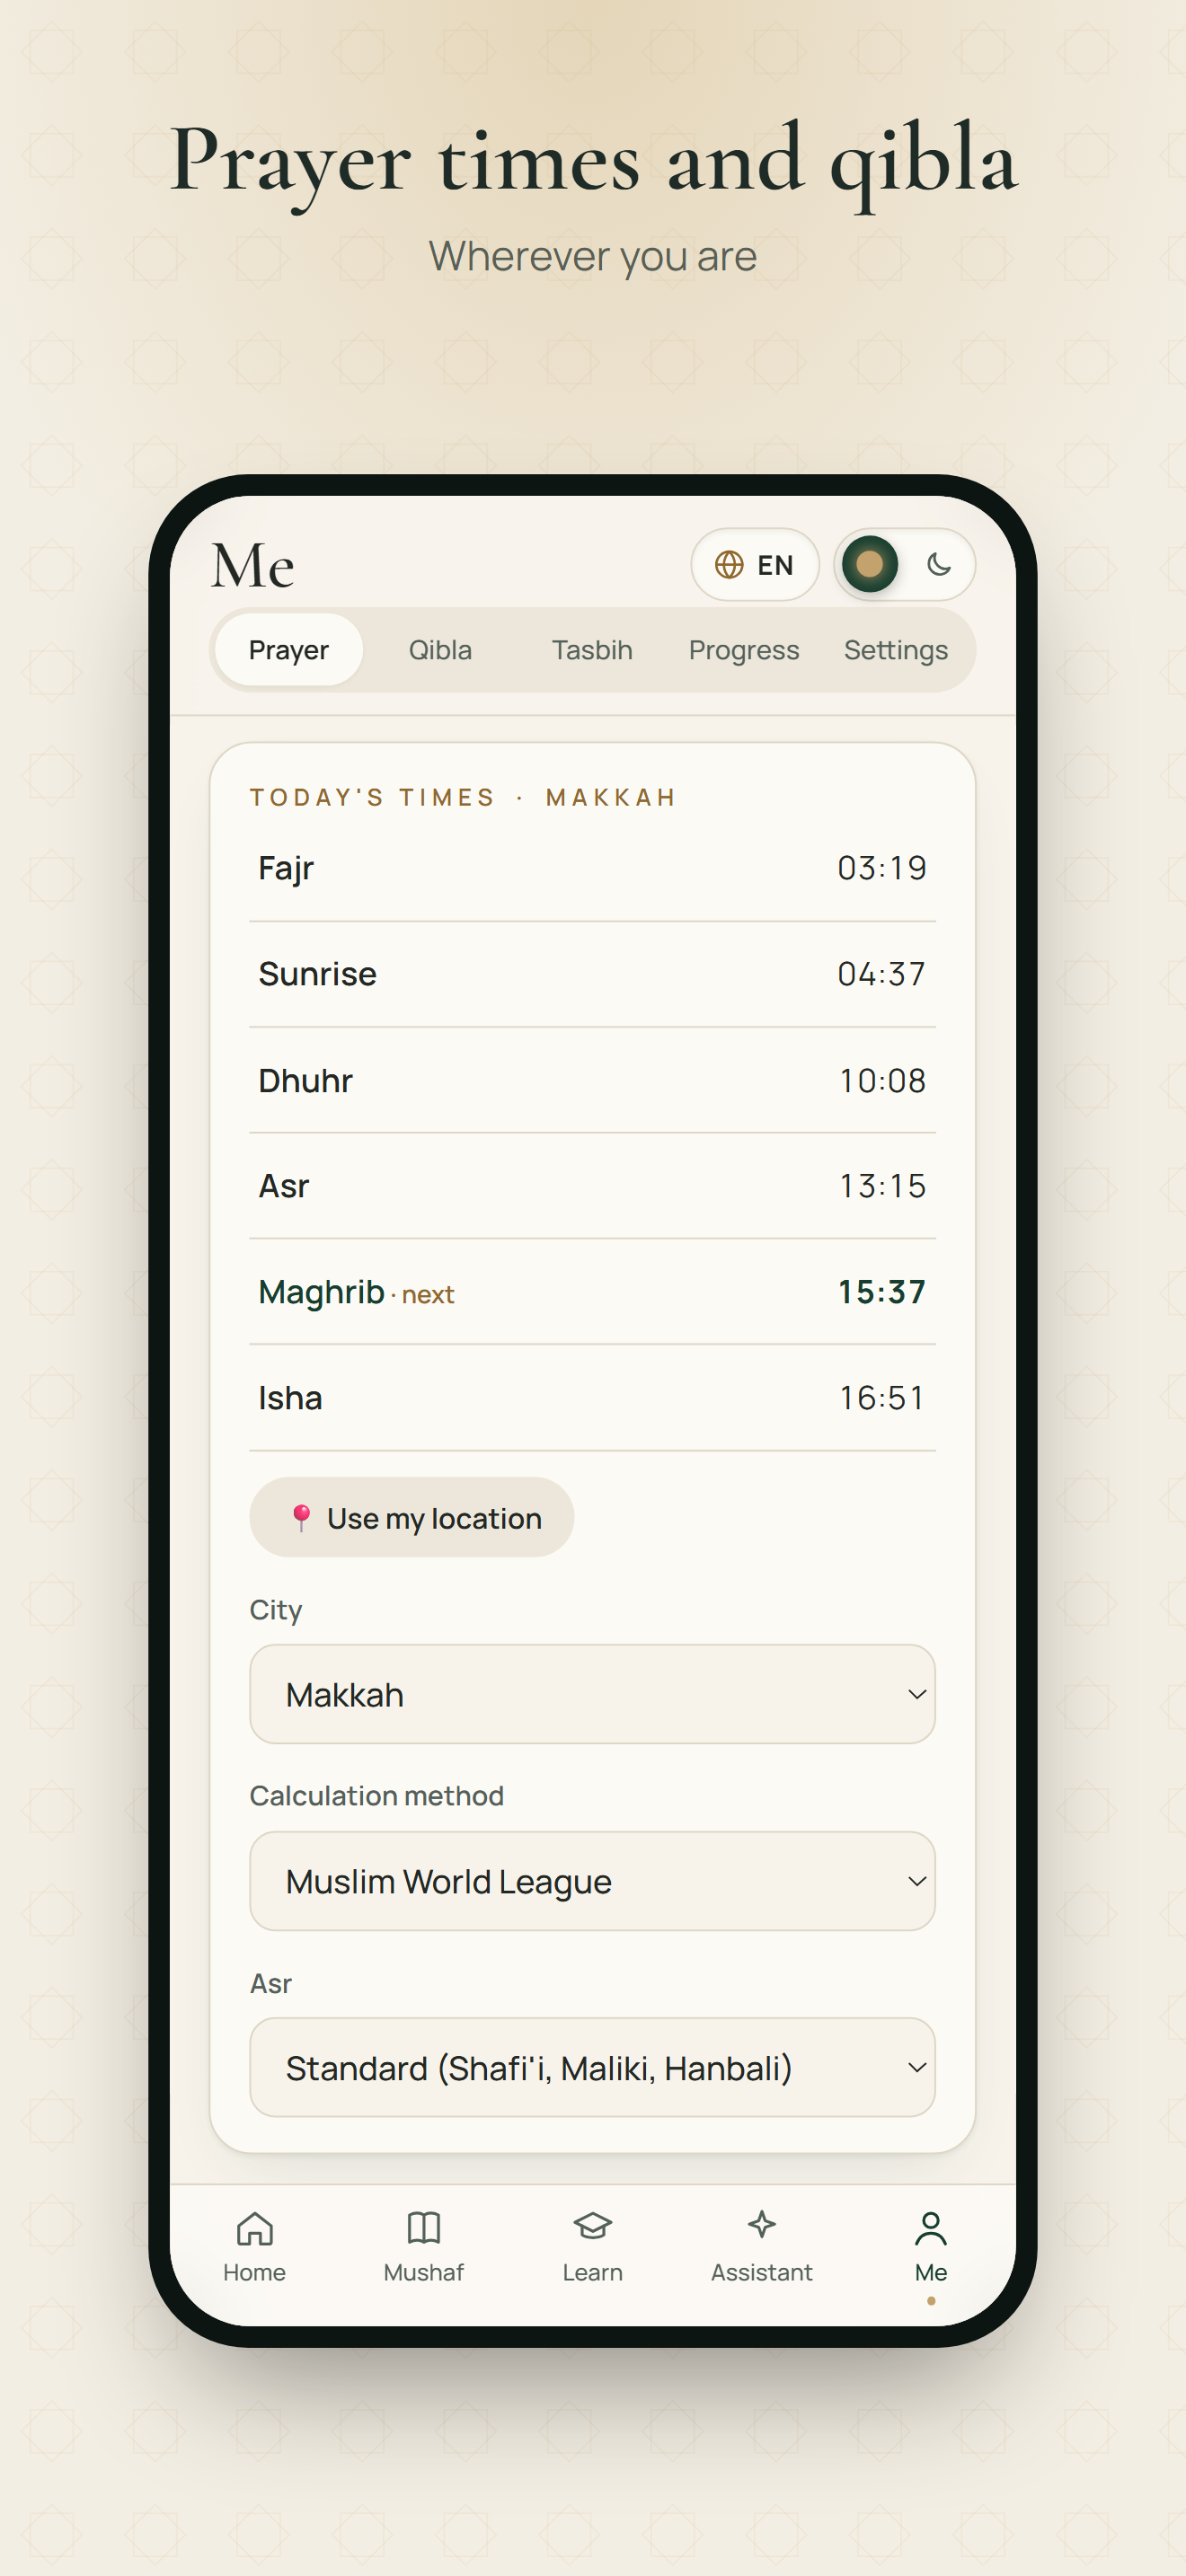 Prayer times and qibla
Wherever you are
Me
EN
Prayer Qibla Tasbih Progress Settings
TODAY'S TIMES · MAKKAH
Fajr 03:19
Sunrise 04:37
Dhuhr 10:08
Asr 13:15
Maghrib · next 15:37
Isha 16:51
Use my location
City
Makkah
Calculation method
Muslim World League
Asr
Standard (Shafi'i, Maliki, Hanbali)
Home Mushaf Learn Assistant Me